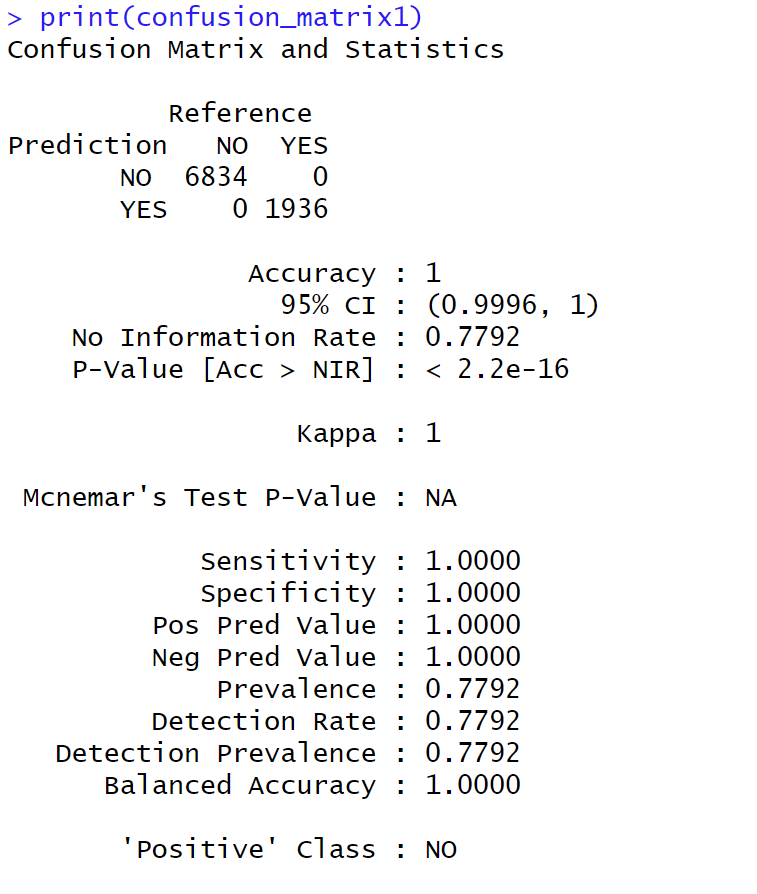 > print(confusion_matrix1)
Confusion Matrix and Statistics

          Reference
Prediction   NO  YES
       NO  6834    0
       YES    0 1936

               Accuracy : 1
                 95% CI : (0.9996, 1)
    No Information Rate : 0.7792
    P-Value [Acc > NIR] : < 2.2e-16

                  Kappa : 1

 Mcnemar's Test P-Value : NA

            Sensitivity : 1.0000
            Specificity : 1.0000
         Pos Pred Value : 1.0000
         Neg Pred Value : 1.0000
             Prevalence : 0.7792
         Detection Rate : 0.7792
   Detection Prevalence : 0.7792
      Balanced Accuracy : 1.0000

       'Positive' Class : NO